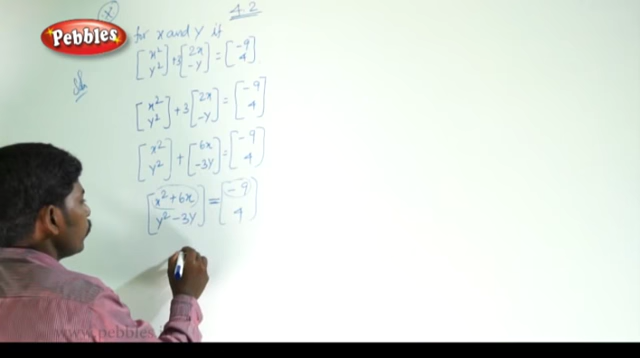 4.2
Pebbles
for x and y if
[x² y²] + 3[2x -y] = [-9 4]
Sln
[x² y²] + 3[2x -y] = [-9 4]
[x² y²] + [6x -3y] = [-9 4]
[x²+6x y²-3y] = [-9 4]